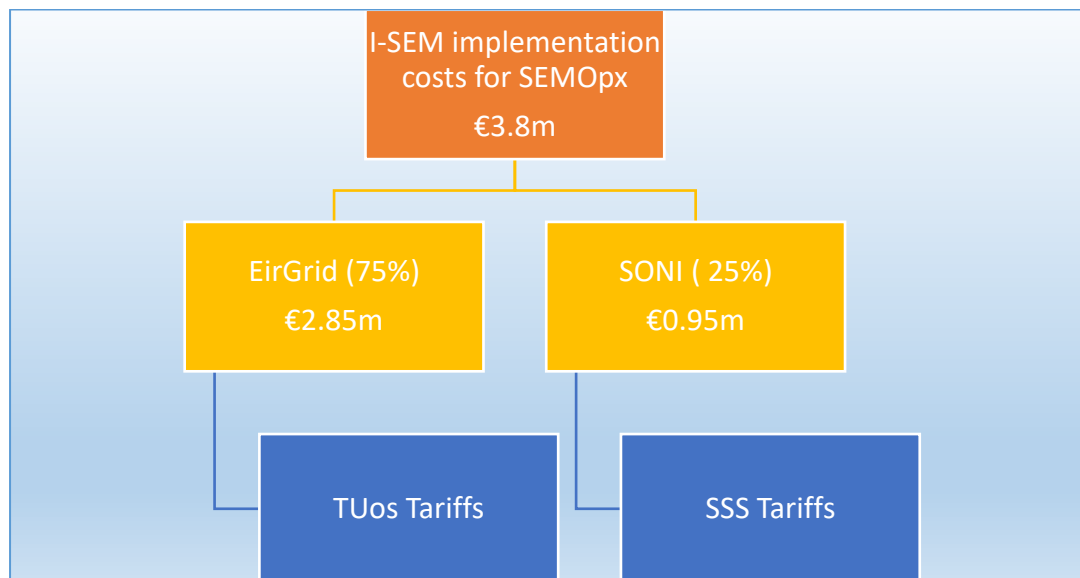 I-SEM implementation
costs for SEMOpx
€3.8m
EirGrid (75%)
€2.85m
SONI ( 25%)
€0.95m
TUos Tariffs
SSS Tariffs